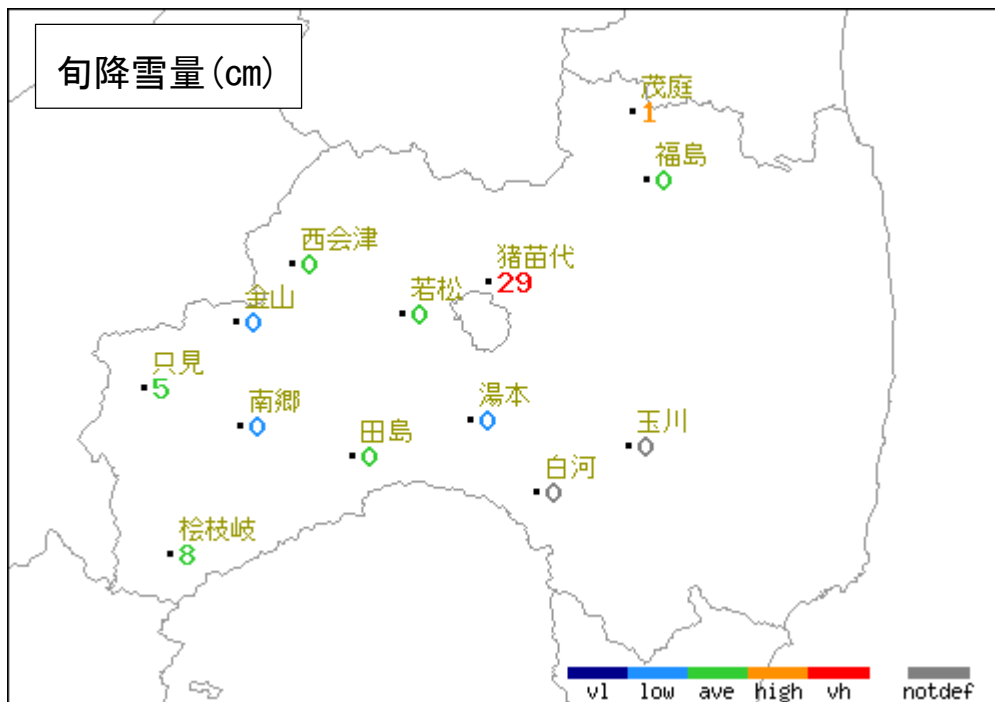 旬降雪量(cm)
茂庭
1
福島
0
西会津
0
猪苗代
29
金山
0
若松
0
只見
5
南郷
0
湯本
0
田島
0
玉川
0
白河
0
桧枝岐
8
vl low ave high vh notdef